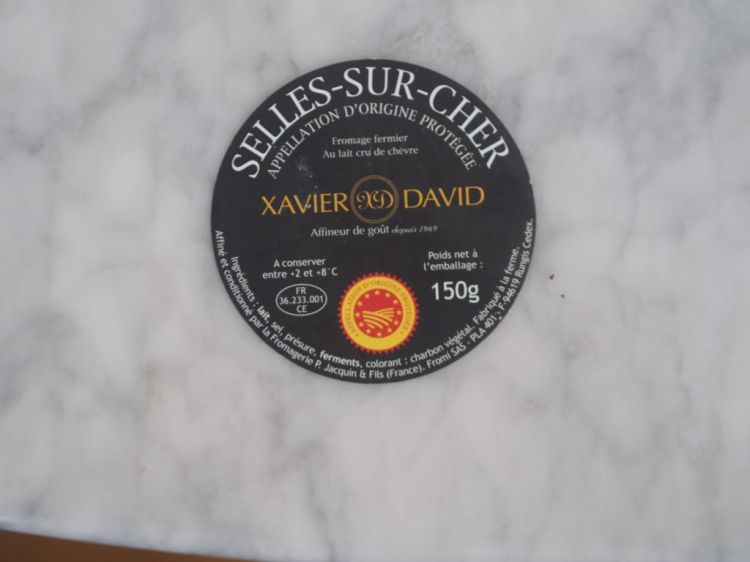 SELLES-SUR-CHER
APPELLATION D'ORIGINE PROTÉGÉE
Fromage fermier
Au lait cru de chèvre
XAVIER XD DAVID
Affineur de goût depuis 1969
A conserver
entre +2 et +8°C
FR
36.233.001
CE
Poids net à
l'emballage :
150g
APPELLATION D'ORIGINE PROTÉGÉE
Ingrédients : lait, sel, présure, ferments, colorant : charbon végétal. Fabriqué à la ferme.
Affiné et conditionné par la Fromagerie P. Jacquin & Fils (France). Fromi SAS - PLA 401 - F-94619 Rungis Cedex.